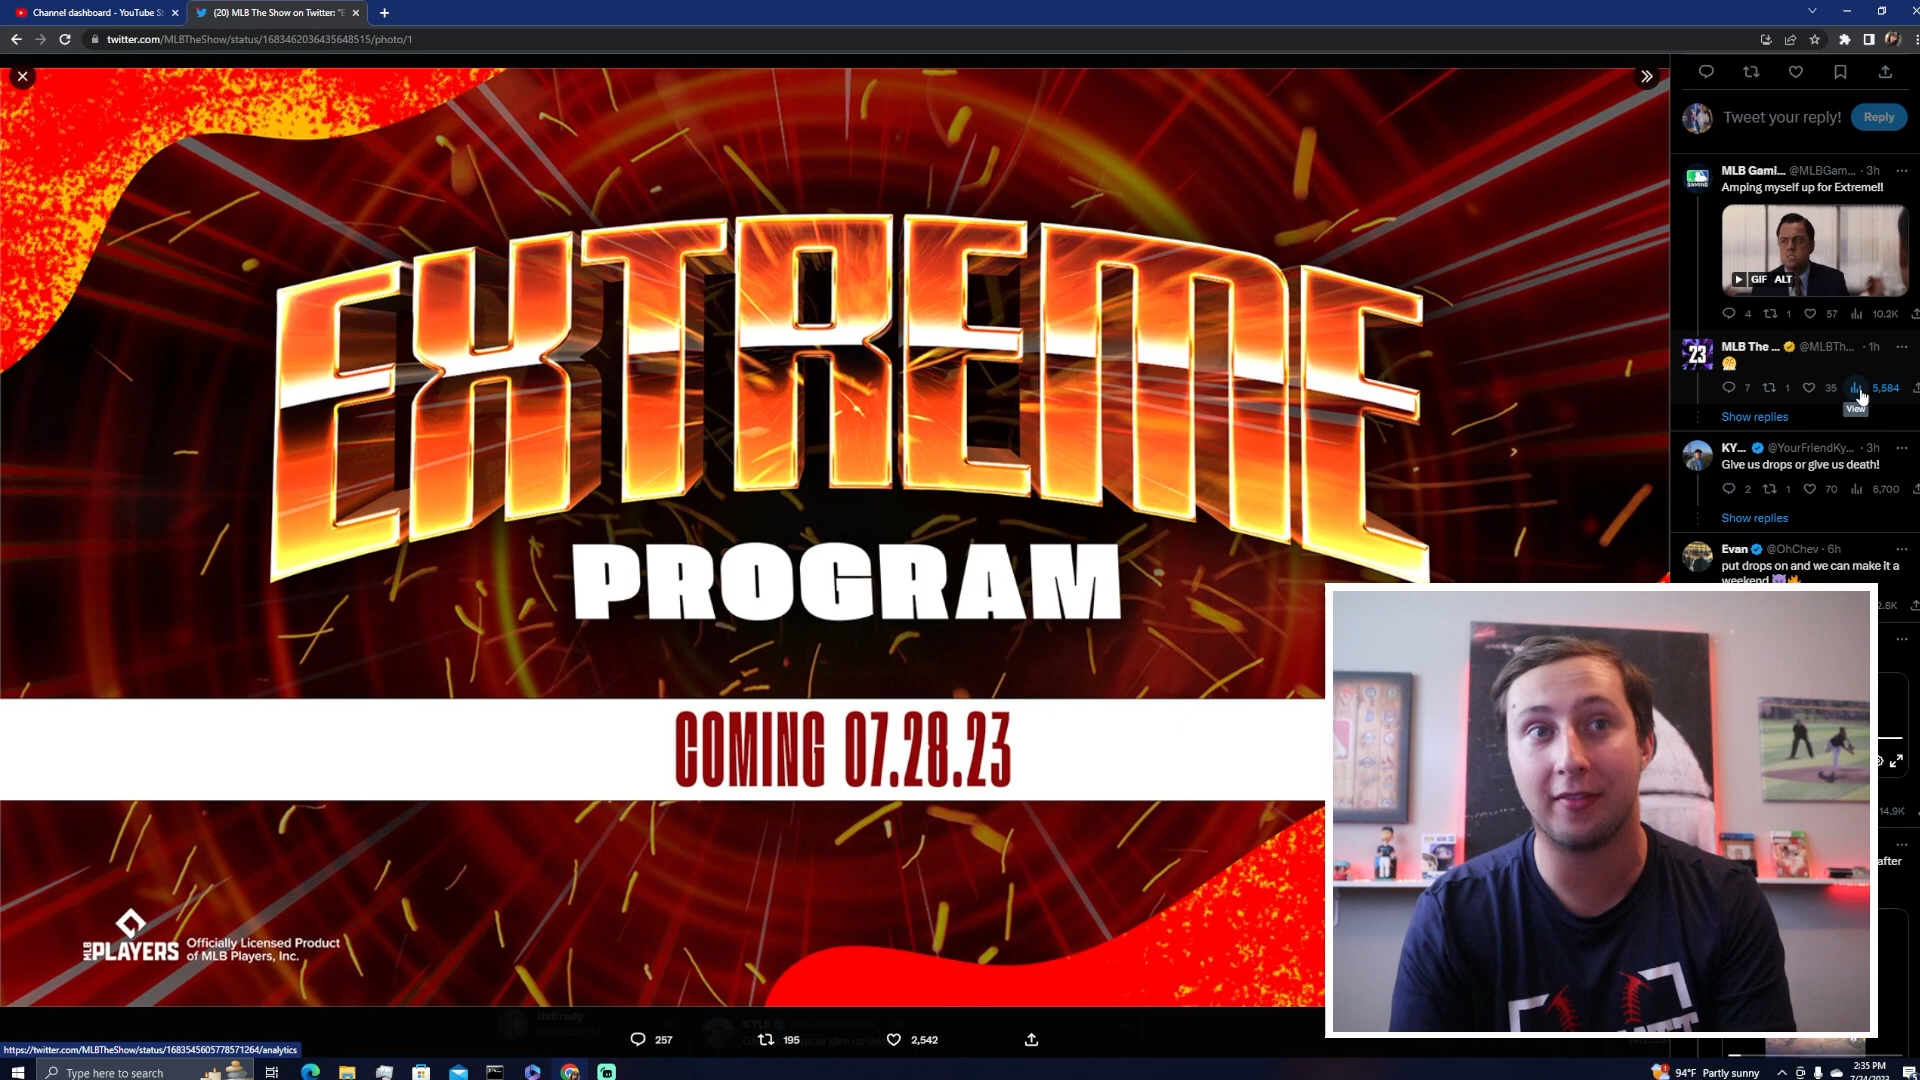 Channel dashboard - YouTube St
(20) MLB The Show on Twitter: "E
twitter.com/MLBTheShow/status/1683462036435648515/photo/1
Tweet your reply!
Reply
MLB Gami... @MLBGam... · 3h
Amping myself up for Extreme!!
GIF ALT
4 1 57 10.2K
23
MLB The ... @MLBTh... · 1h
7 1 35 5,584
View
Show replies
KY... @YourFriendKy... · 3h
Give us drops or give us death!
2 1 70 6,700
Show replies
Evan @OhChev · 6h
put drops on and we can make it a
weekend
2.8K
14.9K
after
EXTREME
PROGRAM
COMING 07.28.23
MLB PLAYERS
Officially Licensed Product
of MLB Players, Inc.
ItsBrady
KYLE
257 195 2,542
https://twitter.com/MLBTheShow/status/1683545605778571264/analytics
Type here to search
94°F Partly sunny
2:35 PM